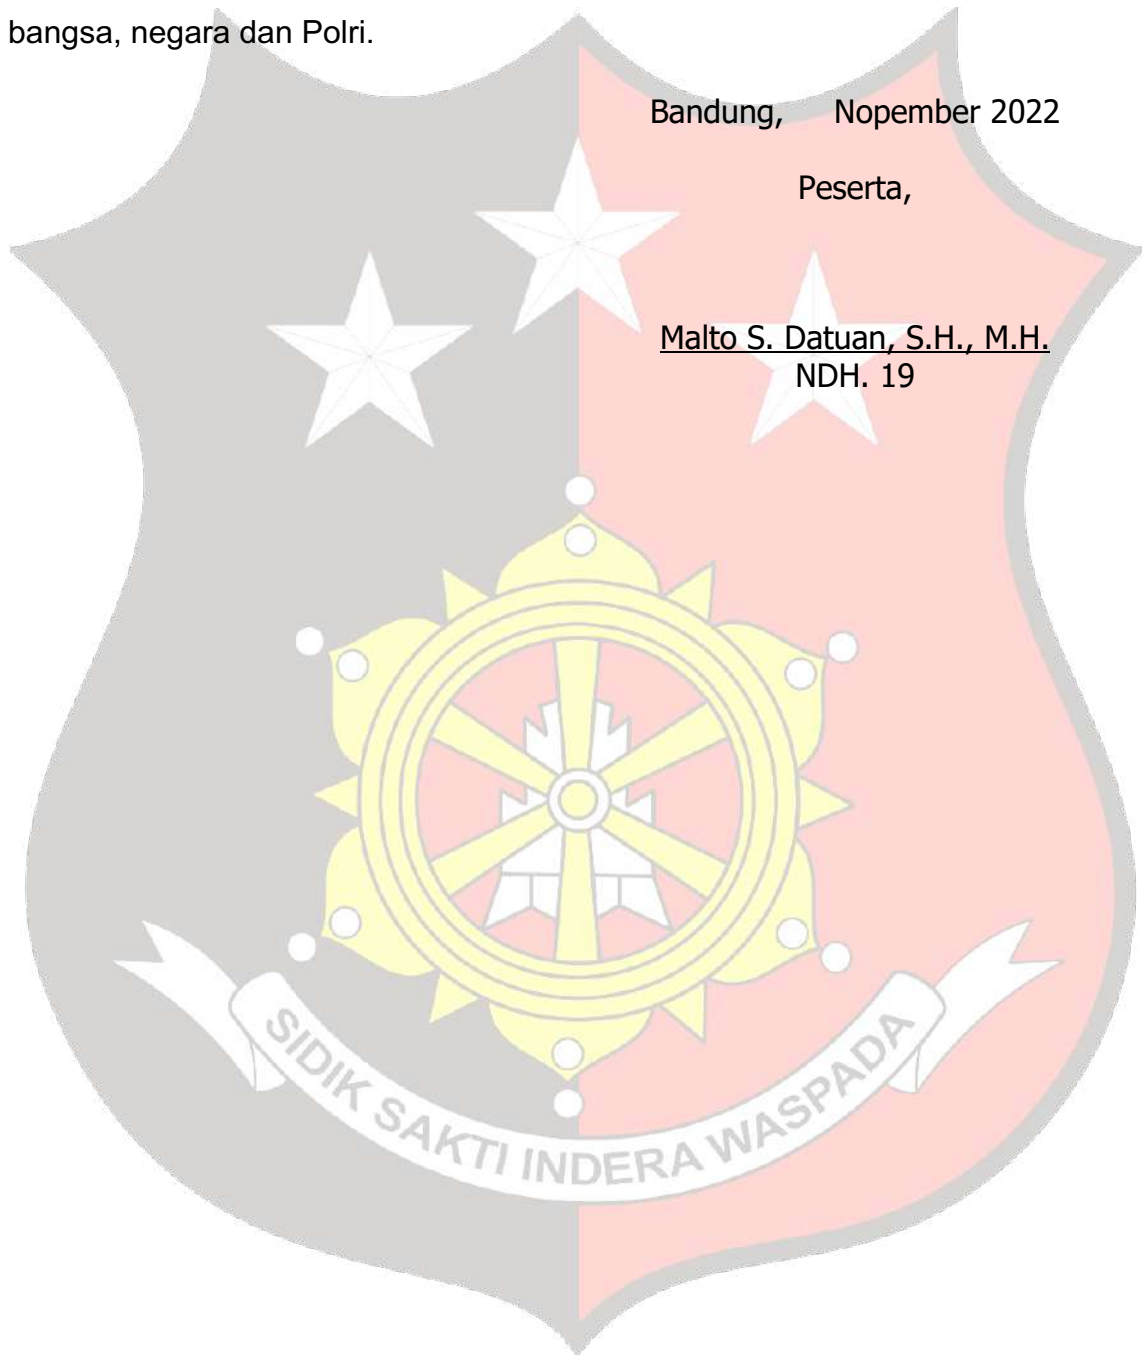 bangsa, negara dan Polri.
Bandung, Nopember 2022
Peserta,
Malto S. Datuan, S.H., M.H.
NDH. 19
SIDIK SAKTI INDERA WASPADA